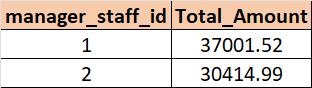 manager_staff_id Total_Amount
1 37001.52
2 30414.99